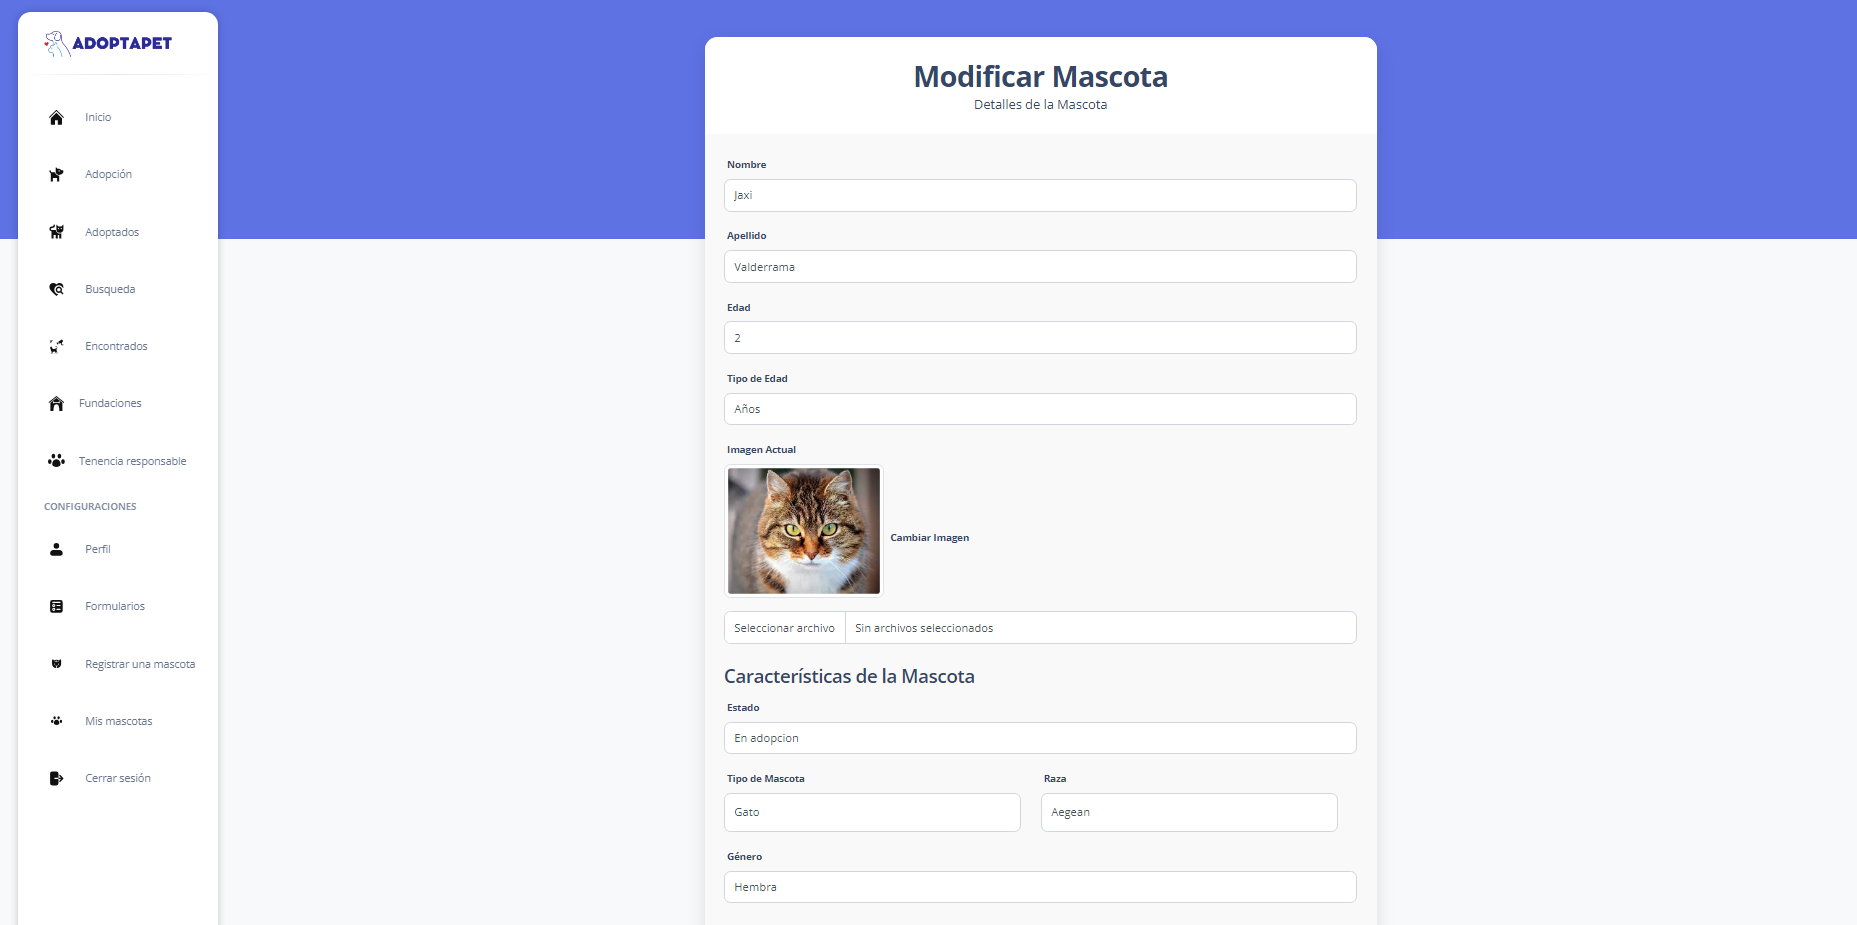 ADOPTAPET
Inicio
Adopción
Adoptados
Busqueda
Encontrados
Fundaciones
Tenencia responsable
CONFIGURACIONES
Perfil
Formularios
Registrar una mascota
Mis mascotas
Cerrar sesión
Modificar Mascota
Detalles de la Mascota
Nombre
Jaxi
Apellido
Valderrama
Edad
2
Tipo de Edad
Años
Imagen Actual
Cambiar Imagen
Seleccionar archivo Sin archivos seleccionados
Características de la Mascota
Estado
En adopcion
Tipo de Mascota Raza
Gato Aegean
Género
Hembra